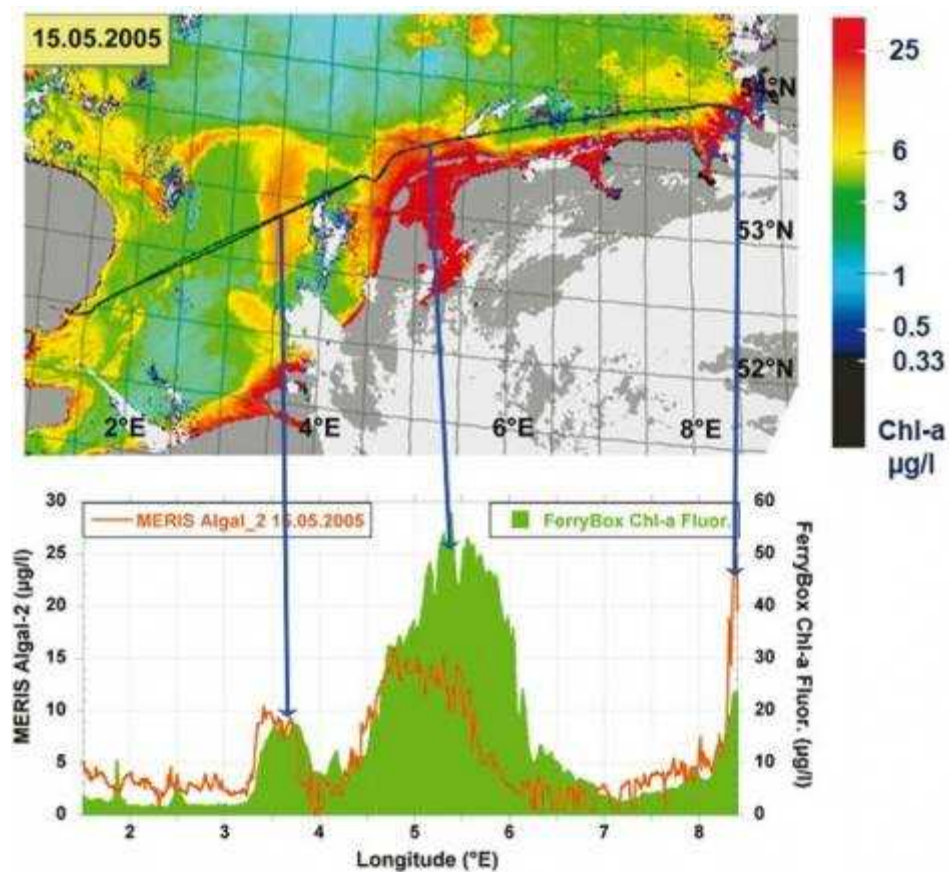 15.05.2005
54°N
53°N
52°N
2°E 4°E 6°E 8°E
25
6
3
1
0.5
0.33
Chl-a
µg/l
MERIS Algal_2 15.05.2005
FerryBox Chl-a Fluor.
MERIS Algal-2 (µg/l)
30
25
20
15
10
5
0
60
50
40
30
20
10
0
FerryBox Chl-a Fluor. (µg/l)
2 3 4 5 6 7 8
Longitude (°E)